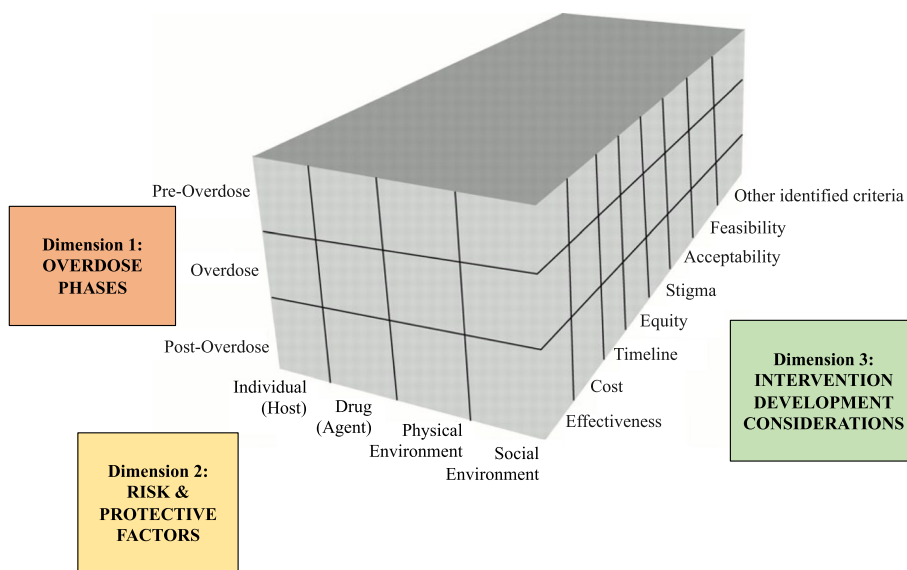 Pre-Overdose
Overdose
Post-Overdose
Dimension 1:
OVERDOSE
PHASES
Individual
(Host)
Drug
(Agent)
Physical
Environment
Social
Environment
Dimension 2:
RISK &
PROTECTIVE
FACTORS
Other identified criteria
Feasibility
Acceptability
Stigma
Equity
Timeline
Cost
Effectiveness
Dimension 3:
INTERVENTION
DEVELOPMENT
CONSIDERATIONS